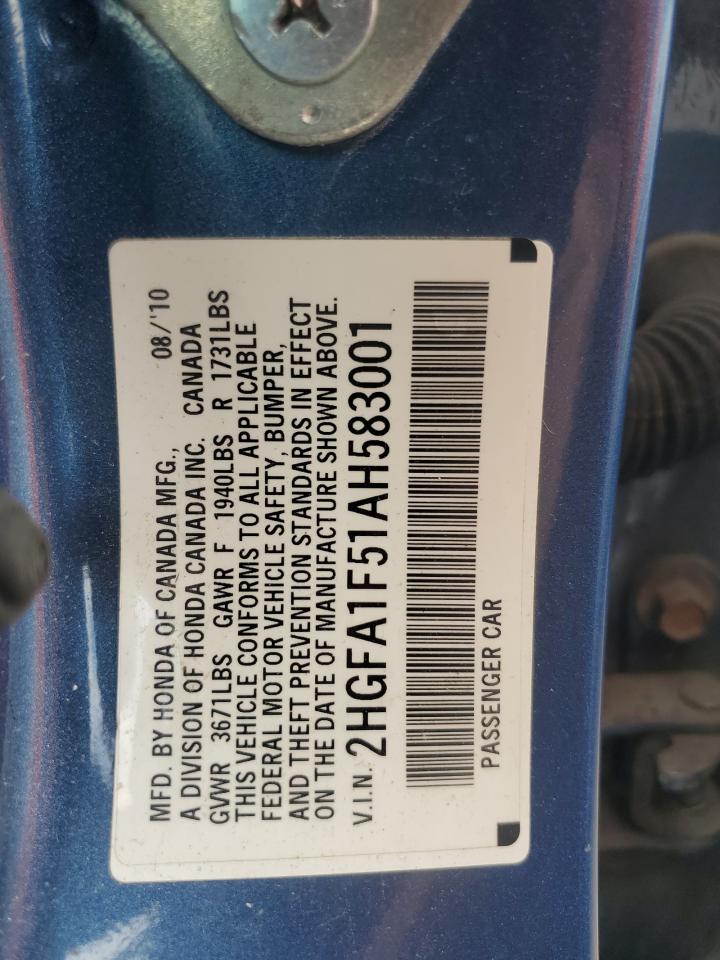 MFD. BY HONDA OF CANADA MFG., 08/'10
A DIVISION OF HONDA CANADA INC. CANADA
GVWR 3671LBS GAWR F 1940LBS R 1731LBS
THIS VEHICLE CONFORMS TO ALL APPLICABLE
FEDERAL MOTOR VEHICLE SAFETY, BUMPER,
AND THEFT PREVENTION STANDARDS IN EFFECT
ON THE DATE OF MANUFACTURE SHOWN ABOVE.
V.I.N. 2HGFA1F51AH583001
PASSENGER CAR